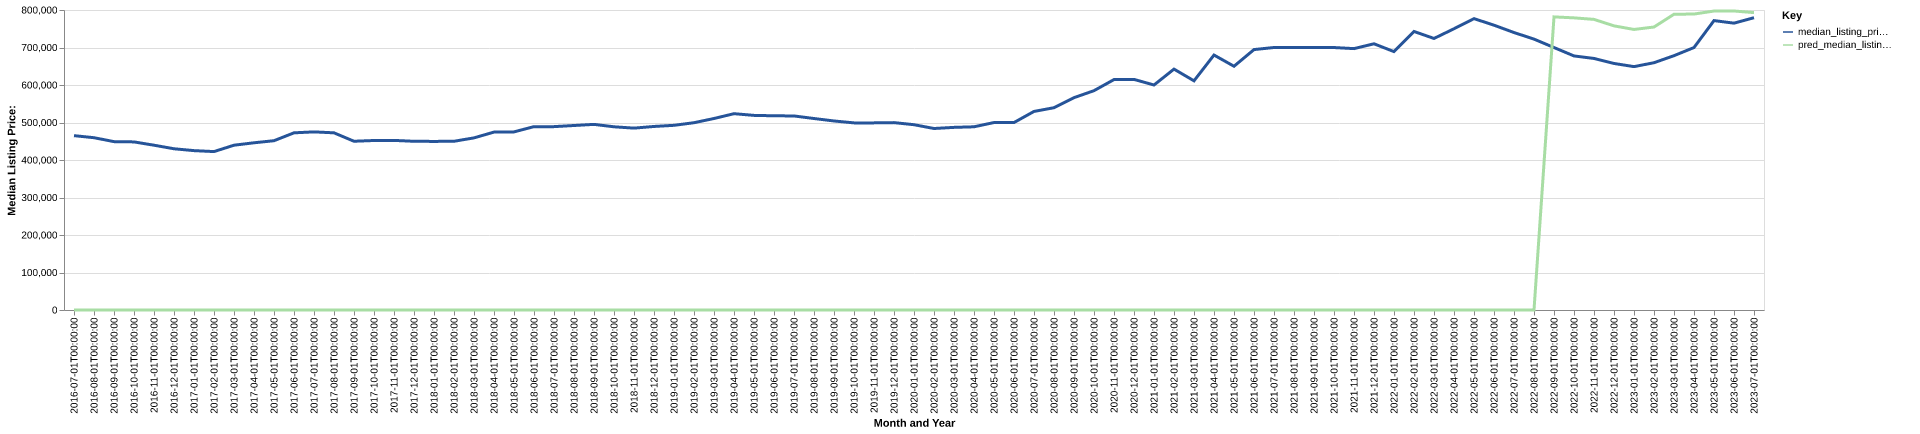 800,000
700,000
600,000
500,000
400,000
300,000
200,000
100,000
0
Median Listing Price:
2016-07-01T00:00:00
2016-08-01T00:00:00
2016-09-01T00:00:00
2016-10-01T00:00:00
2016-11-01T00:00:00
2016-12-01T00:00:00
2017-01-01T00:00:00
2017-02-01T00:00:00
2017-03-01T00:00:00
2017-04-01T00:00:00
2017-05-01T00:00:00
2017-06-01T00:00:00
2017-07-01T00:00:00
2017-08-01T00:00:00
2017-09-01T00:00:00
2017-10-01T00:00:00
2017-11-01T00:00:00
2017-12-01T00:00:00
2018-01-01T00:00:00
2018-02-01T00:00:00
2018-03-01T00:00:00
2018-04-01T00:00:00
2018-05-01T00:00:00
2018-06-01T00:00:00
2018-07-01T00:00:00
2018-08-01T00:00:00
2018-09-01T00:00:00
2018-10-01T00:00:00
2018-11-01T00:00:00
2018-12-01T00:00:00
2019-01-01T00:00:00
2019-02-01T00:00:00
2019-03-01T00:00:00
2019-04-01T00:00:00
2019-05-01T00:00:00
2019-06-01T00:00:00
2019-07-01T00:00:00
2019-08-01T00:00:00
2019-09-01T00:00:00
2019-10-01T00:00:00
2019-11-01T00:00:00
2019-12-01T00:00:00
2020-01-01T00:00:00
2020-02-01T00:00:00
2020-03-01T00:00:00
2020-04-01T00:00:00
2020-05-01T00:00:00
2020-06-01T00:00:00
2020-07-01T00:00:00
2020-08-01T00:00:00
2020-09-01T00:00:00
2020-10-01T00:00:00
2020-11-01T00:00:00
2020-12-01T00:00:00
2021-01-01T00:00:00
2021-02-01T00:00:00
2021-03-01T00:00:00
2021-04-01T00:00:00
2021-05-01T00:00:00
2021-06-01T00:00:00
2021-07-01T00:00:00
2021-08-01T00:00:00
2021-09-01T00:00:00
2021-10-01T00:00:00
2021-11-01T00:00:00
2021-12-01T00:00:00
2022-01-01T00:00:00
2022-02-01T00:00:00
2022-03-01T00:00:00
2022-04-01T00:00:00
2022-05-01T00:00:00
2022-06-01T00:00:00
2022-07-01T00:00:00
2022-08-01T00:00:00
2022-09-01T00:00:00
2022-10-01T00:00:00
2022-11-01T00:00:00
2022-12-01T00:00:00
2023-01-01T00:00:00
2023-02-01T00:00:00
2023-03-01T00:00:00
2023-04-01T00:00:00
2023-05-01T00:00:00
2023-06-01T00:00:00
2023-07-01T00:00:00
Month and Year
Key
median_listing_pri…
pred_median_listin…